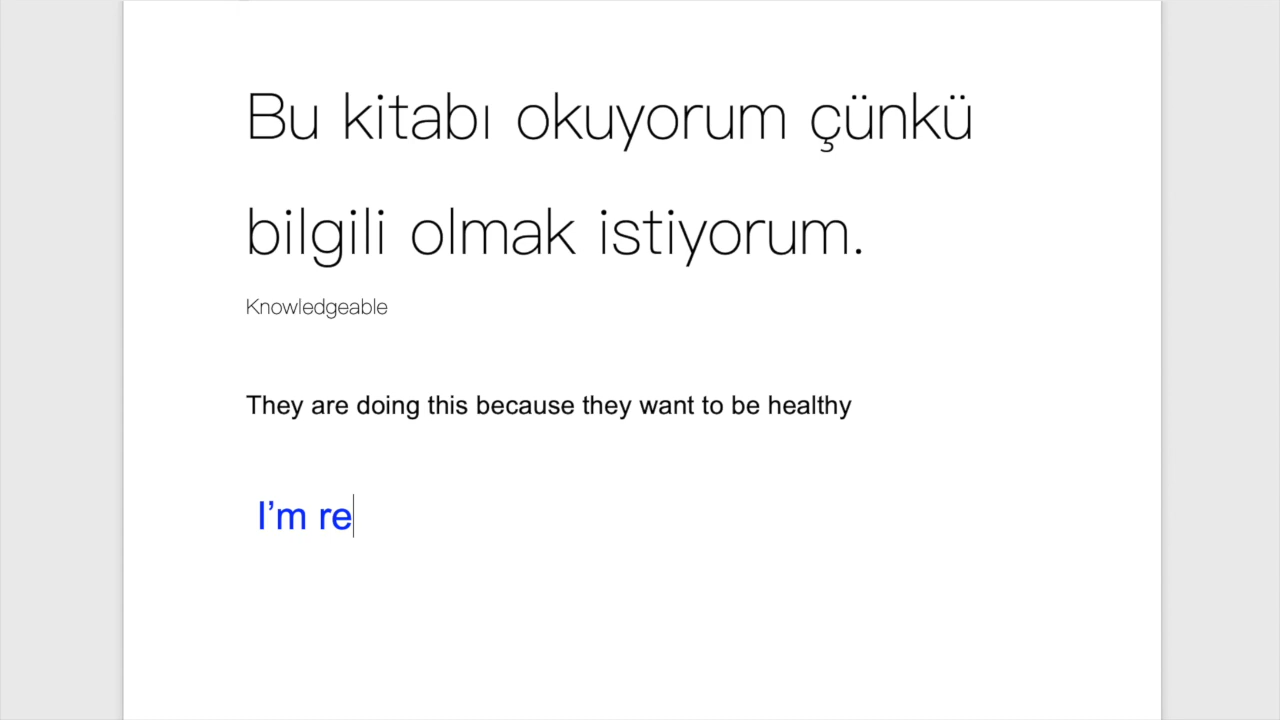 Bu kitabı okuyorum çünkü
bilgili olmak istiyorum.
Knowledgeable
They are doing this because they want to be healthy
I’m re